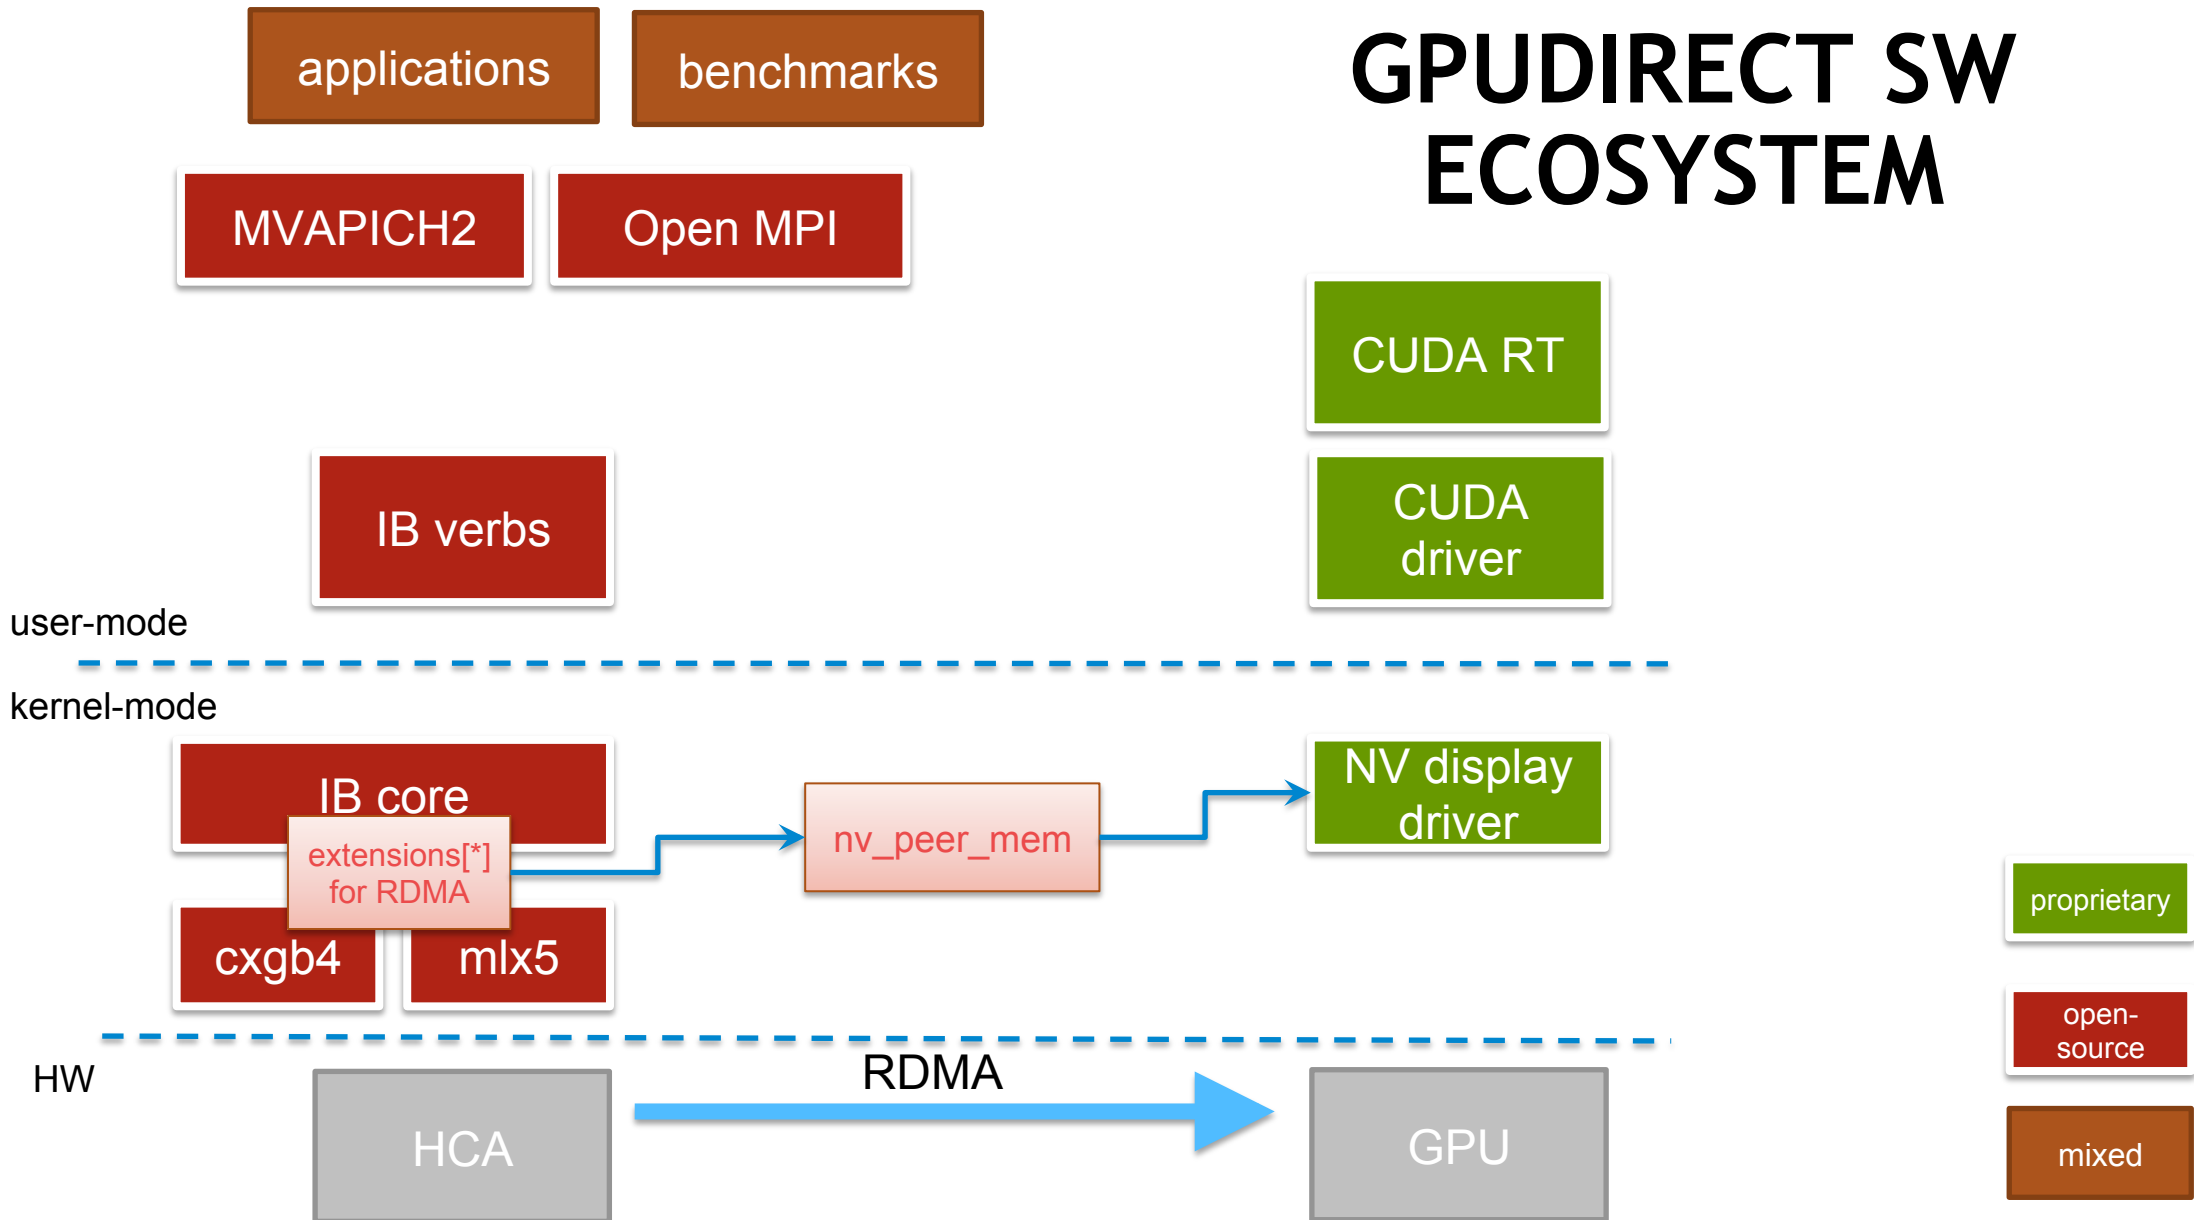 GPUDIRECT SW
ECOSYSTEM
applications
benchmarks
MVAPICH2
Open MPI
CUDA RT
IB verbs
CUDA
driver
user-mode
kernel-mode
IB core
extensions[*]
for RDMA
nv_peer_mem
NV display
driver
cxgb4
mlx5
HW
RDMA
HCA
GPU
proprietary
open-
source
mixed